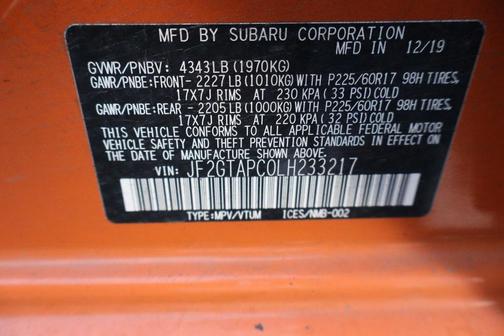 MFD BY SUBARU CORPORATION
MFD IN 12/19
GVWR/PNBV: 4343LB (1970KG)
GAWR/PNBE:FRONT- 2227LB(1010KG)WITH P225/60R17 98H TIRES
17X7J RIMS AT 230 KPA ( 33 PSI)COLD
GAWR/PNBE:REAR - 2205LB(1000KG)WITH P225/60R17 98H TIRES
17X7J RIMS AT 220 KPA ( 32 PSI)COLD
THIS VEHICLE CONFORMS TO ALL APPLICABLE FEDERAL MOTOR
VEHICLE SAFETY AND THEFT PREVENTION STANDARDS IN EFFECT
ON THE DATE OF MANUFACTURE SHOWN ABOVE.
VIN: JF2GTAPC0LH233217
TYPE:MPV/VTUM ICES/NMB-002